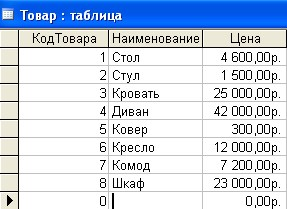 Товар : таблица
КодТовара Наименование Цена
1 Стол 4 600,00р.
2 Стул 1 500,00р.
3 Кровать 25 000,00р.
4 Диван 42 000,00р.
5 Ковер 300,00р.
6 Кресло 12 000,00р.
7 Комод 7 200,00р.
8 Шкаф 23 000,00р.
0 0,00р.